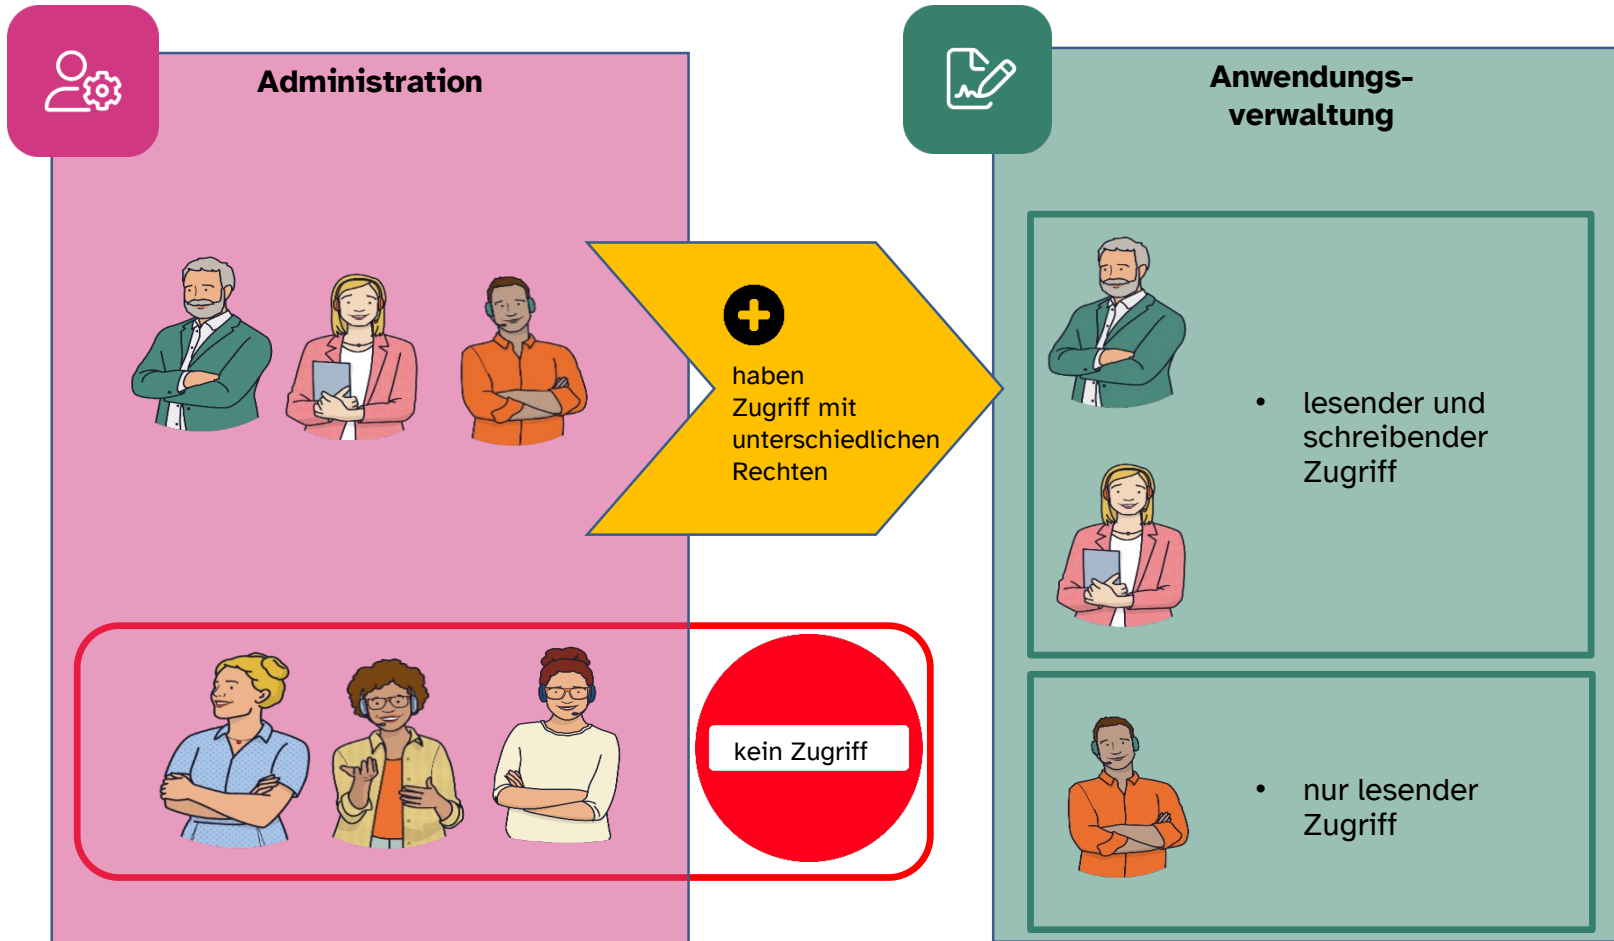 Administration
Anwendungs-
verwaltung
haben
Zugriff mit
unterschiedlichen
Rechten
• lesender und
schreibender
Zugriff
kein Zugriff
• nur lesender
Zugriff